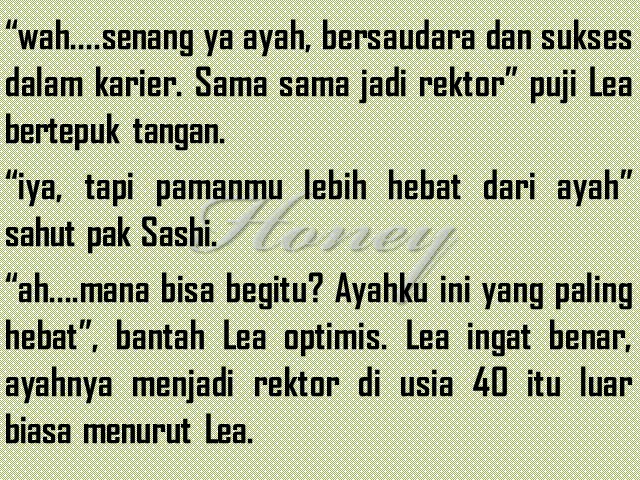 “wah....senang ya ayah, bersaudara dan sukses
dalam karier. Sama sama jadi rektor” puji Lea
bertepuk tangan.
“iya, tapi pamanmu lebih hebat dari ayah”
sahut pak Sashi.
Honey
“ah....mana bisa begitu? Ayahku ini yang paling
hebat”, bantah Lea optimis. Lea ingat benar,
ayahnya menjadi rektor di usia 40 itu luar
biasa menurut Lea.